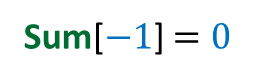 Sum[−1] = 0